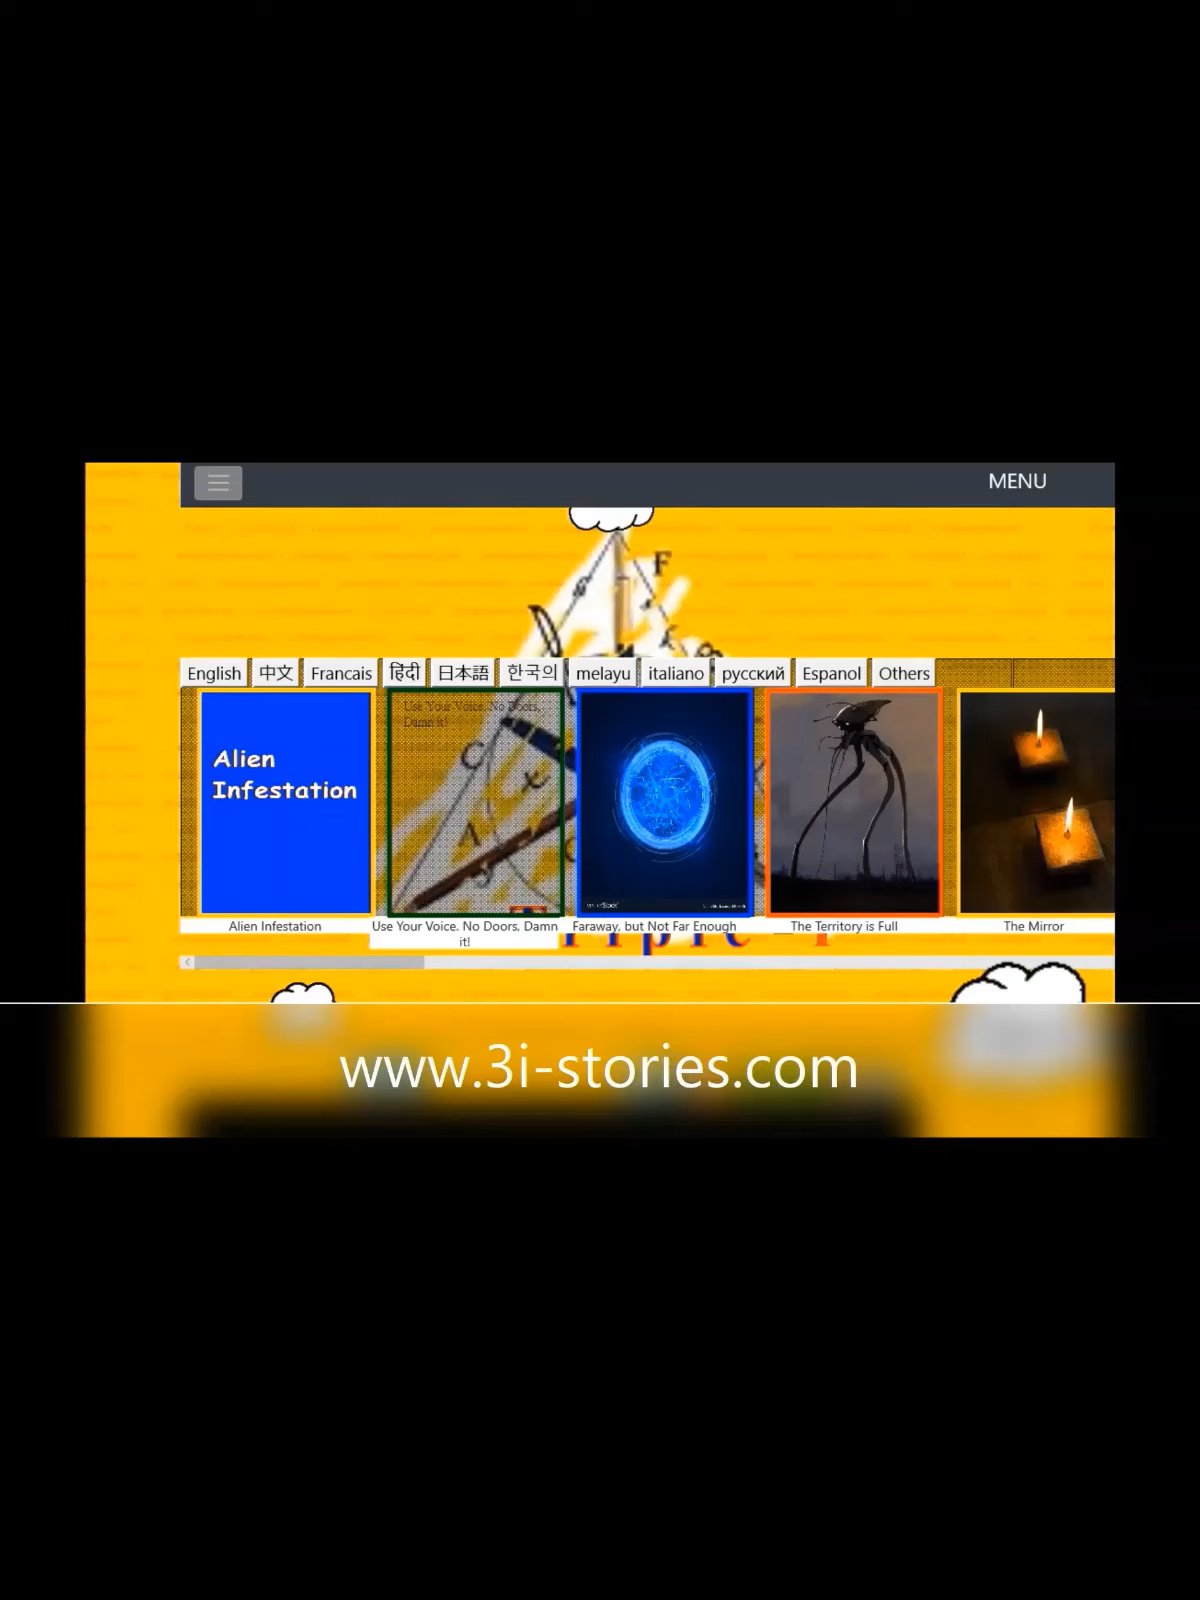 MENU
F
English 中文 Francais हिंदी 日本語 한국의 melayu italiano русский Espanol Others
Use Your Voice. No Doors,
Damn it!
Alien
Infestation
C
x
A
Alien Infestation
Use Your Voice. No Doors, Damn
it!
Faraway, but Not Far Enough
The Territory is Full
The Mirror
www.3i-stories.com